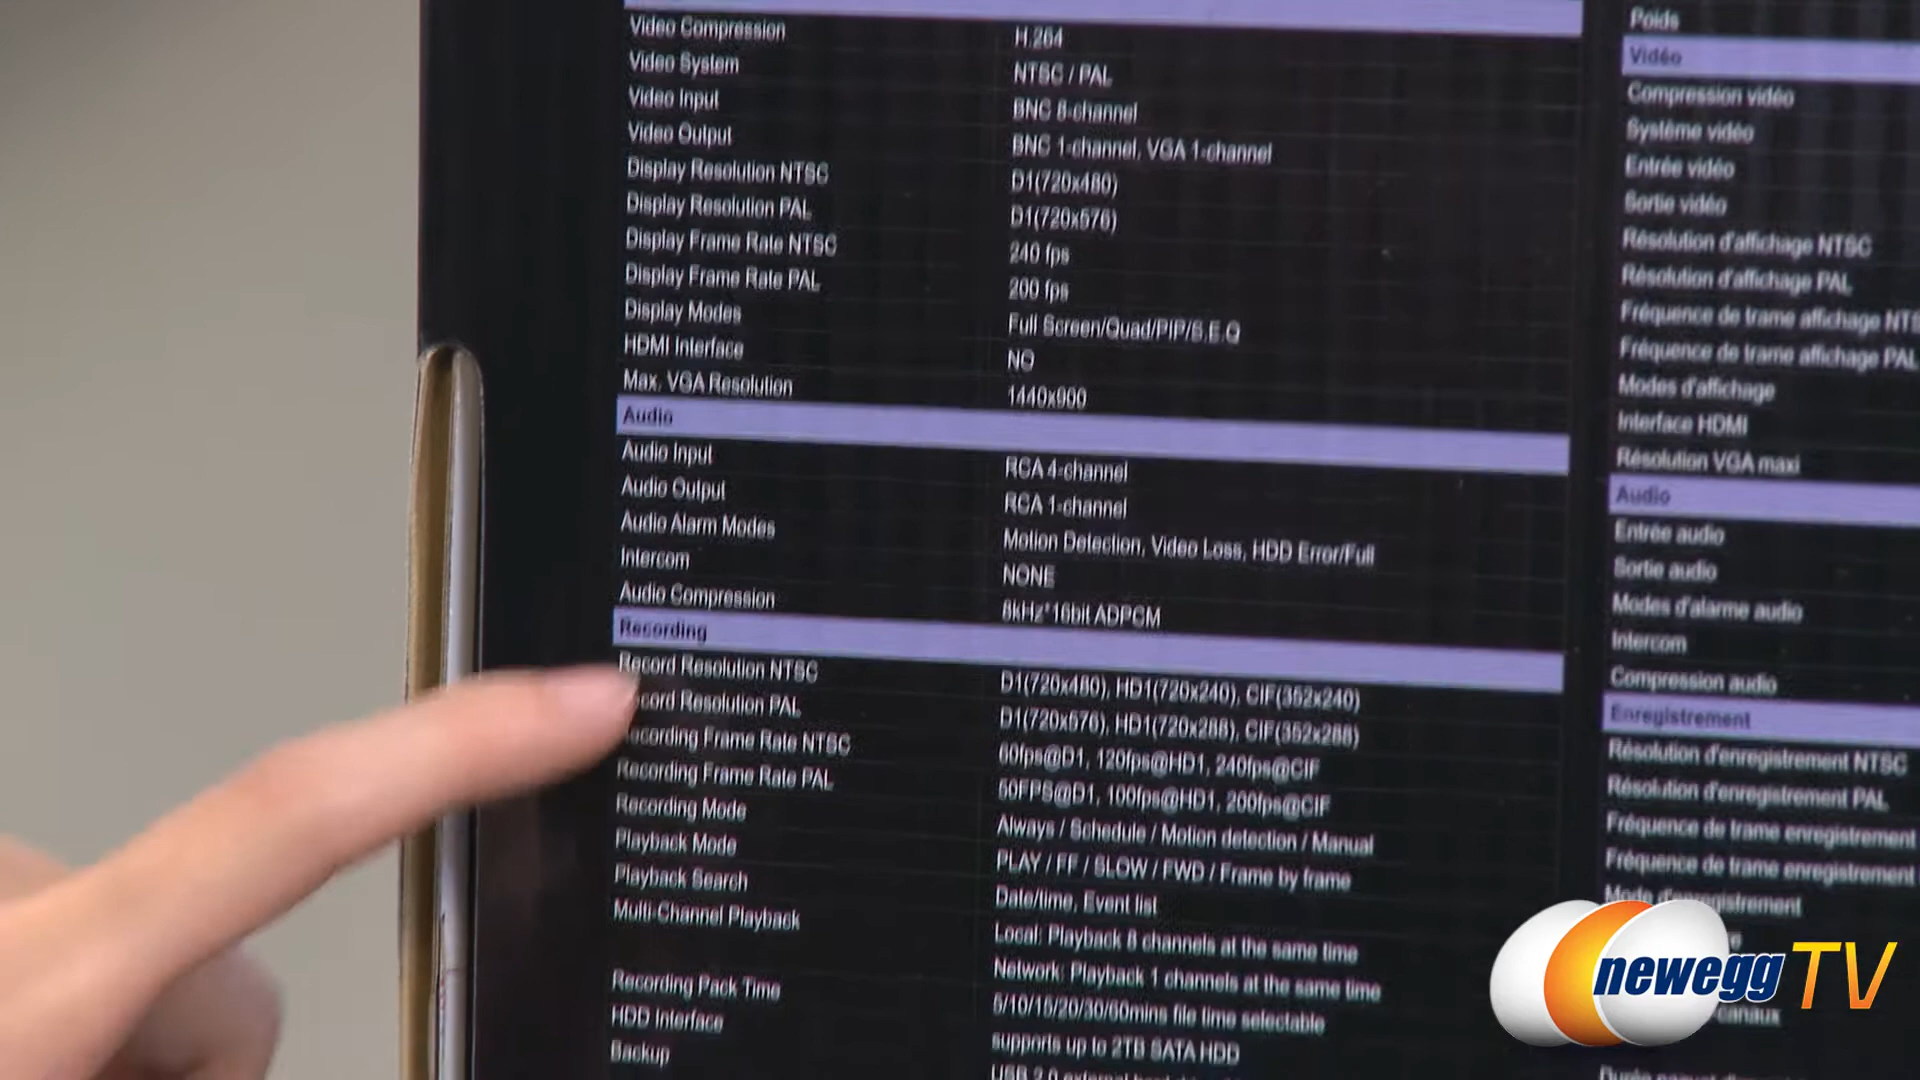 Video Compression H.264
Video System NTSC / PAL
Video Input BNC 8-channel
Video Output BNC 1-channel, VGA 1-channel
Display Resolution NTSC D1(720x480)
Display Resolution PAL D1(720x576)
Display Frame Rate NTSC 240 fps
Display Frame Rate PAL 200 fps
Display Modes Full Screen/Quad/PIP/S.E.Q
HDMI Interface NO
Max. VGA Resolution 1440x900
Audio
Audio Input RCA 4-channel
Audio Output RCA 1-channel
Audio Alarm Modes Motion Detection, Video Loss, HDD Error/Full
Intercom NONE
Audio Compression 8kHz*16bit ADPCM
Recording
Record Resolution NTSC D1(720x480), HD1(720x240), CIF(352x240)
cord Resolution PAL D1(720x576), HD1(720x288), CIF(352x288)
ecording Frame Rate NTSC 60fps@D1, 120fps@HD1, 240fps@CIF
Recording Frame Rate PAL 50FPS@D1, 100fps@HD1, 200fps@CIF
Recording Mode Always / Schedule / Motion detection / Manual
Playback Mode PLAY / FF / SLOW / FWD / Frame by frame
Playback Search Date/time, Event list
Multi-Channel Playback Local: Playback 8 channels at the same time
Network: Playback 1 channels at the same time
Recording Pack Time 5/10/15/20/30/60mins file time selectable
HDD Interface supports up to 2TB SATA HDD
Backup USB 2.0 external
Poids
Vidéo
Compression vidéo
Système vidéo
Entrée vidéo
Sortie vidéo
Résolution d'affichage NTSC
Résolution d'affichage PAL
Fréquence de trame affichage NTS
Fréquence de trame affichage PAL
Modes d'affichage
Interface HDMI
Résolution VGA maxi
Audio
Entrée audio
Sortie audio
Modes d'alarme audio
Intercom
Compression audio
Enregistrement
Résolution d'enregistrement NTSC
Résolution d'enregistrement PAL
Fréquence de trame enregistrement
Fréquence de trame enregistrement
Mode d'enregistrement
canaux
newegg TV